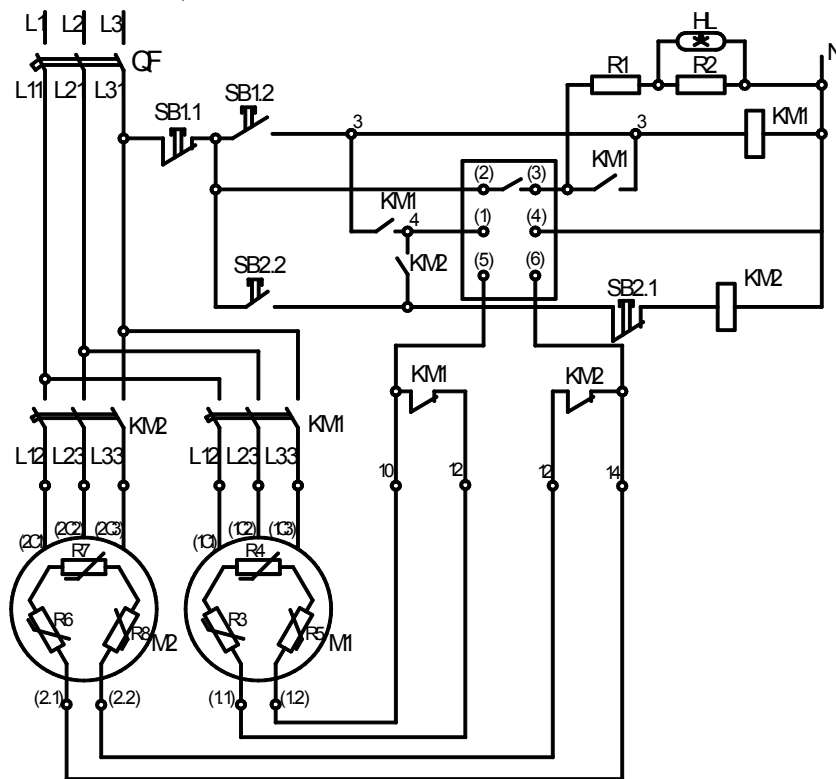 L1 L2 L3
HL
N
QF
R1 R2
L11 L21 L31
SB1.1 SB1.2
3 3 KM1
(2) (3) KM1
KM1 4 (1) (4)
SB2.2 KM2 (5) (6)
SB2.1 KM2
KM1 KM2
KM2 KM1
L12 L23 L33 L12 L23 L33
10 12 12 14
(2C1) (2C2) (2C3) (1C1) (1C2) (1C3)
R7 R4
R6 R8 M2 R3 R5 M1
(2.1) (2.2) (1.1) (1.2)